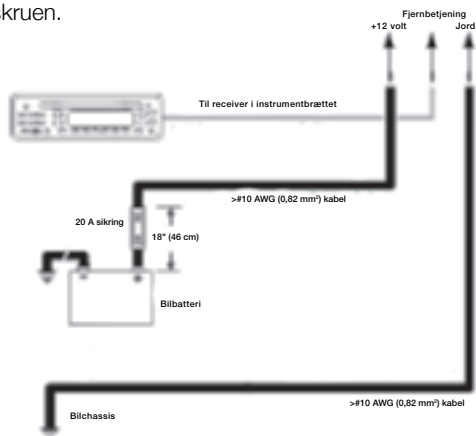 skruen.
Fjernbetjening
+12 volt
Jord
Til receiver i instrumentbrættet
>#10 AWG (0,82 mm²) kabel
20 A sikring
18" (46 cm)
Bilbatteri
>#10 AWG (0,82 mm²) kabel
Bilchassis